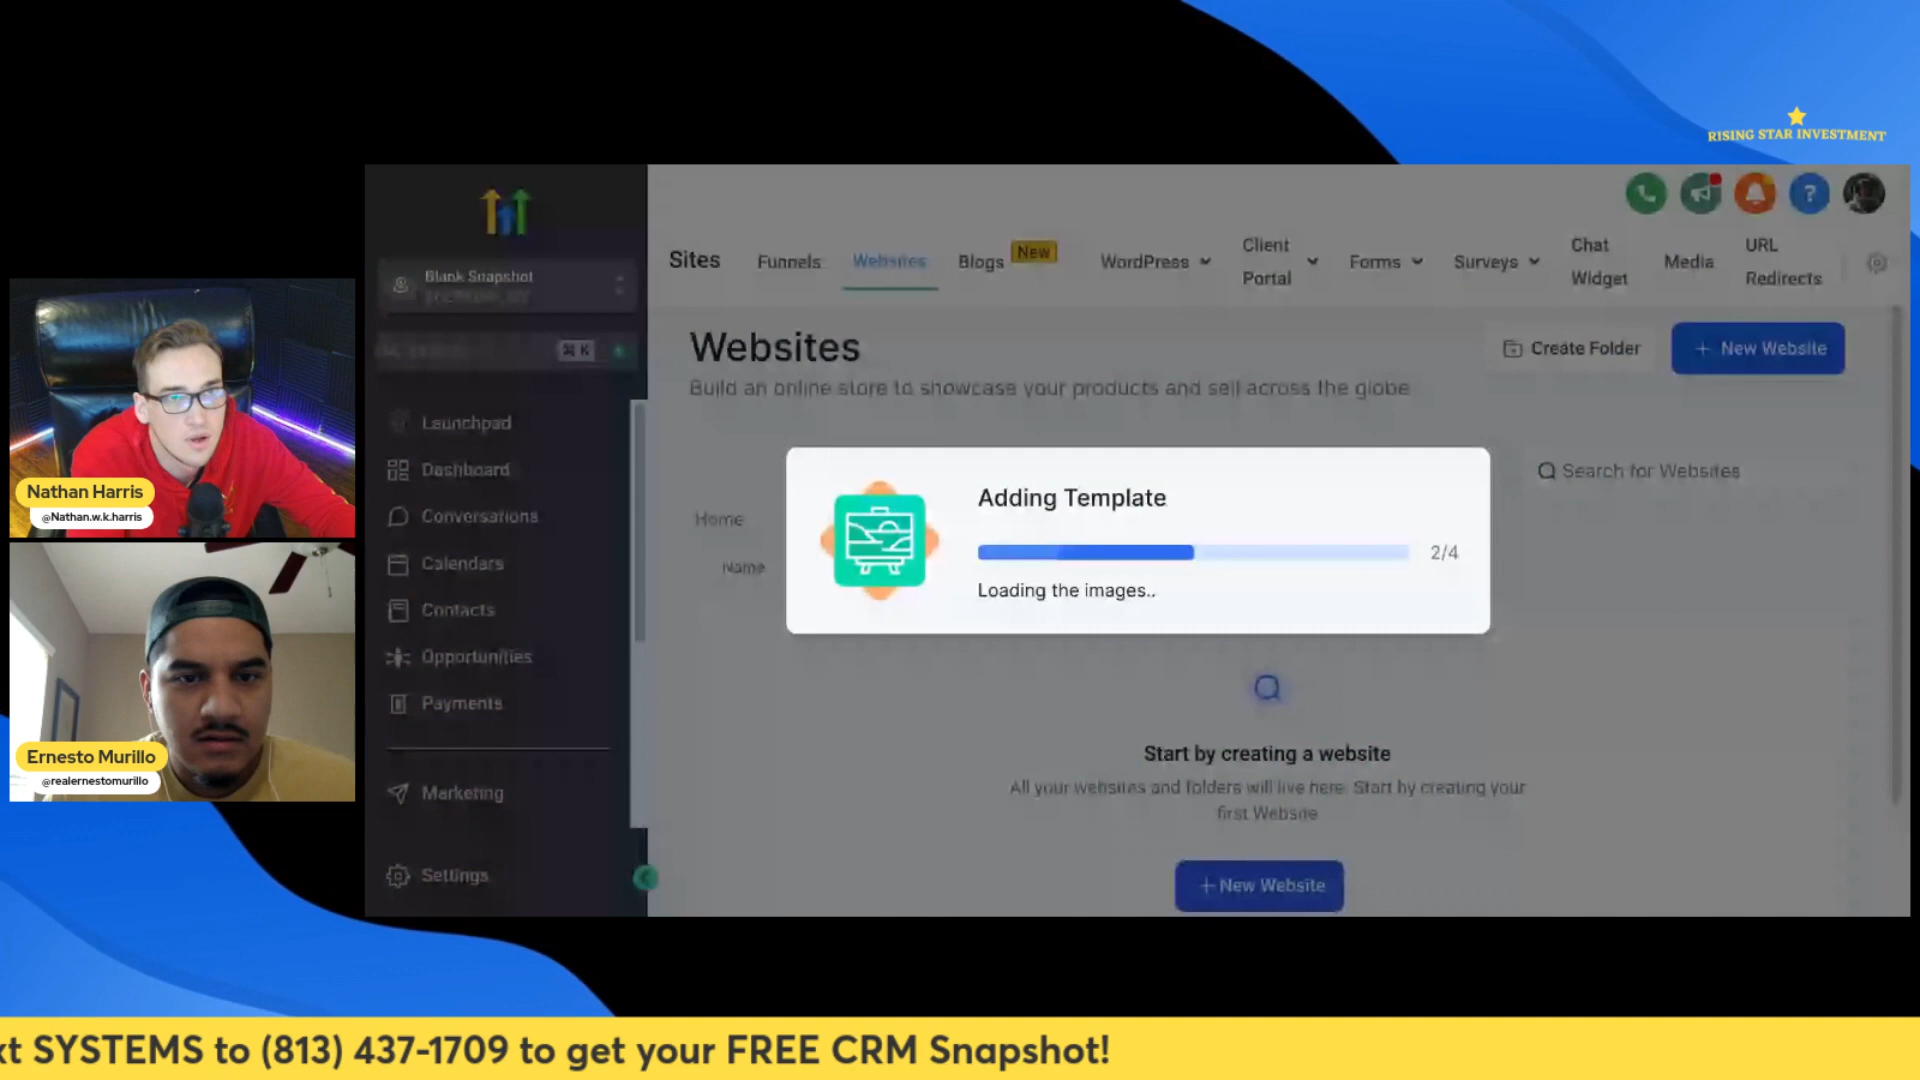 RISING STAR INVESTMENT
Blank Snapshot
⌘ K
Launchpad
Dashboard
Conversations
Calendars
Contacts
Opportunities
Payments
Marketing
Settings
Sites
Funnels
Websites
Blogs
New
WordPress
Client
Portal
Forms
Surveys
Chat
Widget
Media
URL
Redirects
?
Websites
Build an online store to showcase your products and sell across the globe
Create Folder
+ New Website
Search for Websites
Home
Name
Adding Template
2/4
Loading the images..
Start by creating a website
All your websites and folders will live here. Start by creating your
first Website
+ New Website
Nathan Harris
@Nathan.w.k.harris
Ernesto Murillo
@realernestomurillo
xt SYSTEMS to (813) 437-1709 to get your FREE CRM Snapshot!